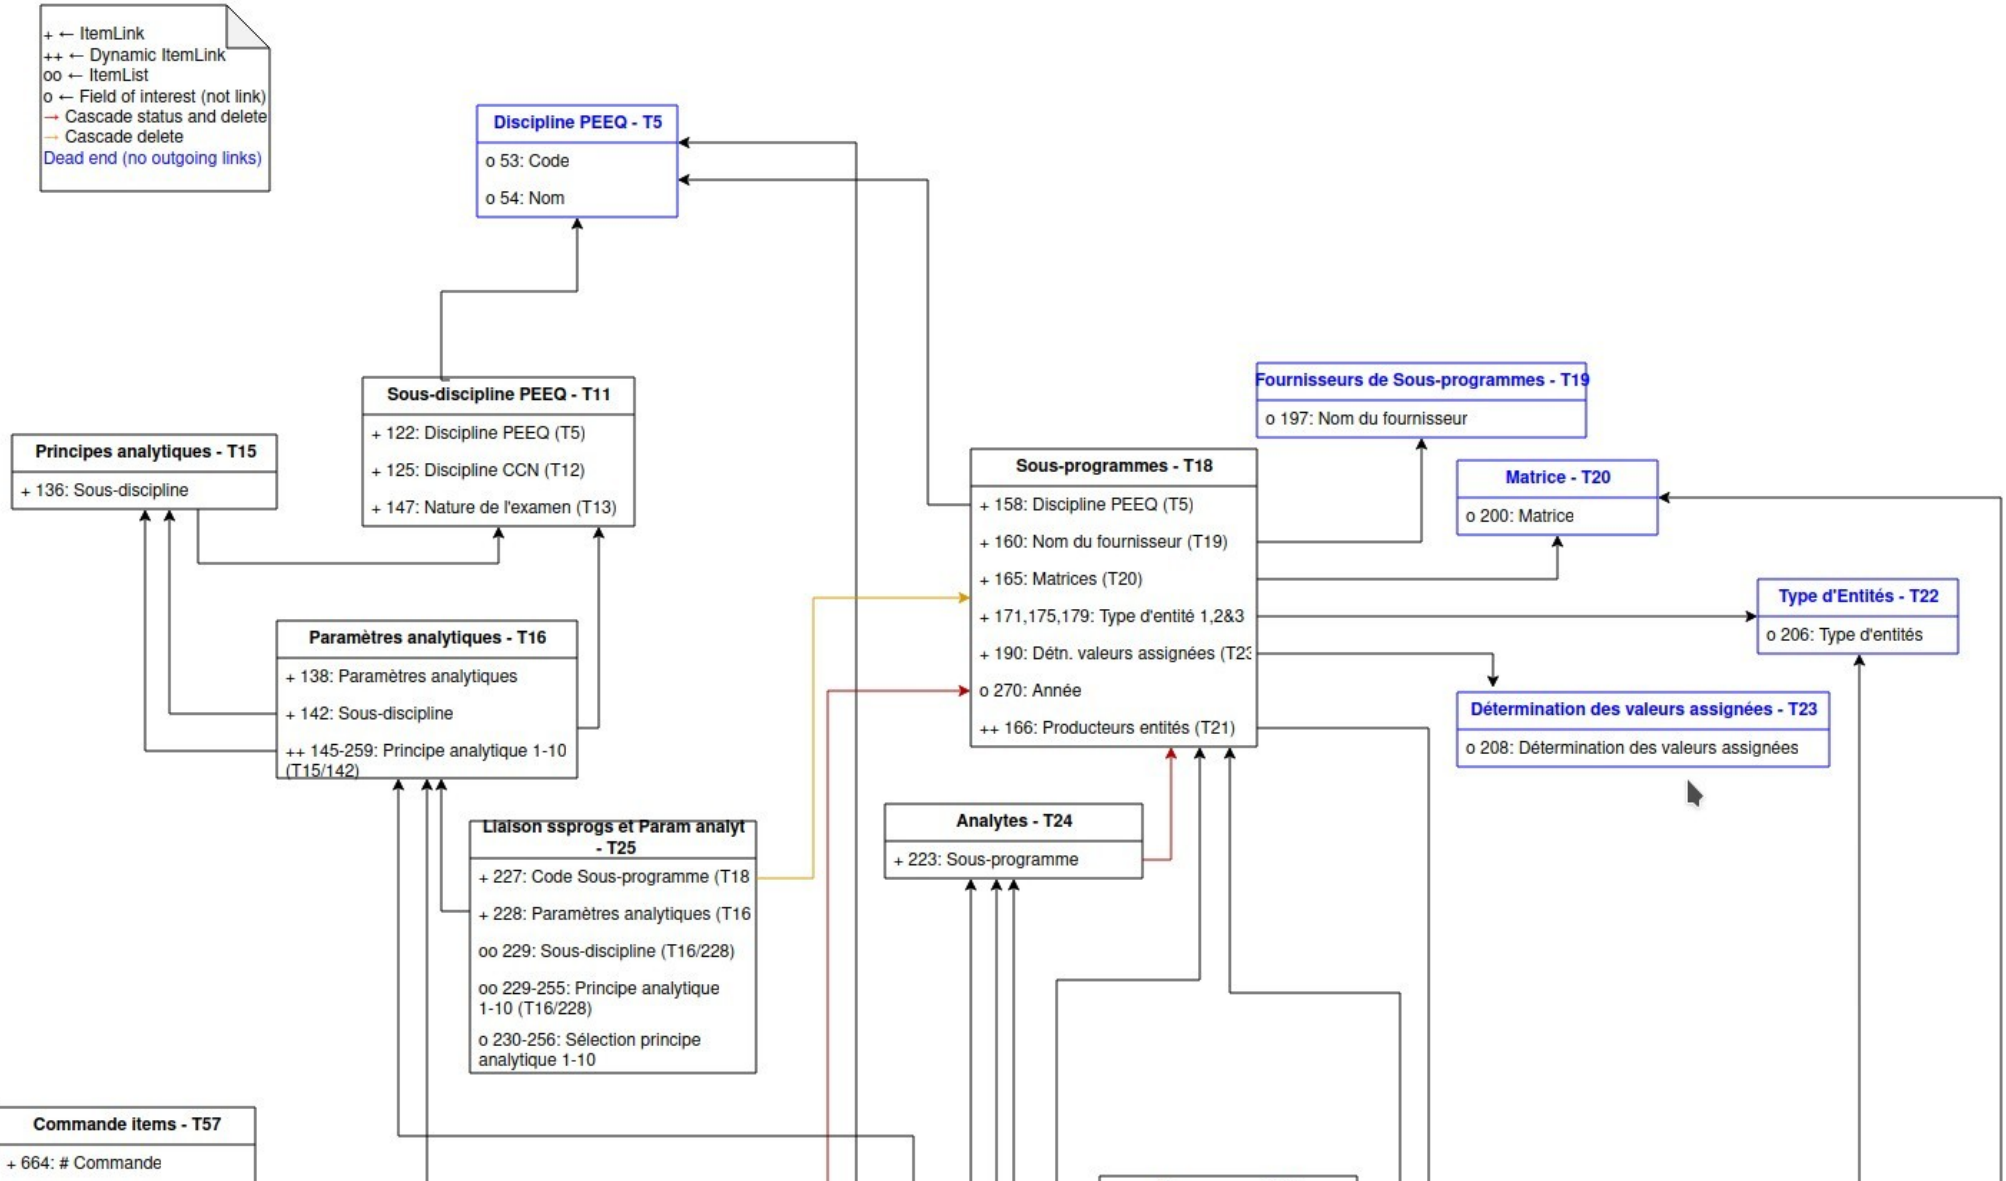 + ← ItemLink
++ ← Dynamic ItemLink
oo ← ItemList
o ← Field of interest (not link)
→ Cascade status and delete
→ Cascade delete
Dead end (no outgoing links)
Discipline PEEQ - T5
o 53: Code
o 54: Nom
Sous-discipline PEEQ - T11
+ 122: Discipline PEEQ (T5)
+ 125: Discipline CCN (T12)
+ 147: Nature de l'examen (T13)
Principes analytiques - T15
+ 136: Sous-discipline
Paramètres analytiques - T16
+ 138: Paramètres analytiques
+ 142: Sous-discipline
++ 145-259: Principe analytique 1-10
(T15/142)
Liaison ssprogs et Param analyt
- T25
+ 227: Code Sous-programme (T18
+ 228: Paramètres analytiques (T16
oo 229: Sous-discipline (T16/228)
oo 229-255: Principe analytique
1-10 (T16/228)
o 230-256: Sélection principe
analytique 1-10
Commande items - T57
+ 664: # Commande
Sous-programmes - T18
+ 158: Discipline PEEQ (T5)
+ 160: Nom du fournisseur (T19)
+ 165: Matrices (T20)
+ 171,175,179: Type d'entité 1,2&3
+ 190: Détn. valeurs assignées (T23
o 270: Année
++ 166: Producteurs entités (T21)
Analytes - T24
+ 223: Sous-programme
Fournisseurs de Sous-programmes - T19
o 197: Nom du fournisseur
Matrice - T20
o 200: Matrice
Type d'Entités - T22
o 206: Type d'entités
Détermination des valeurs assignées - T23
o 208: Détermination des valeurs assignées